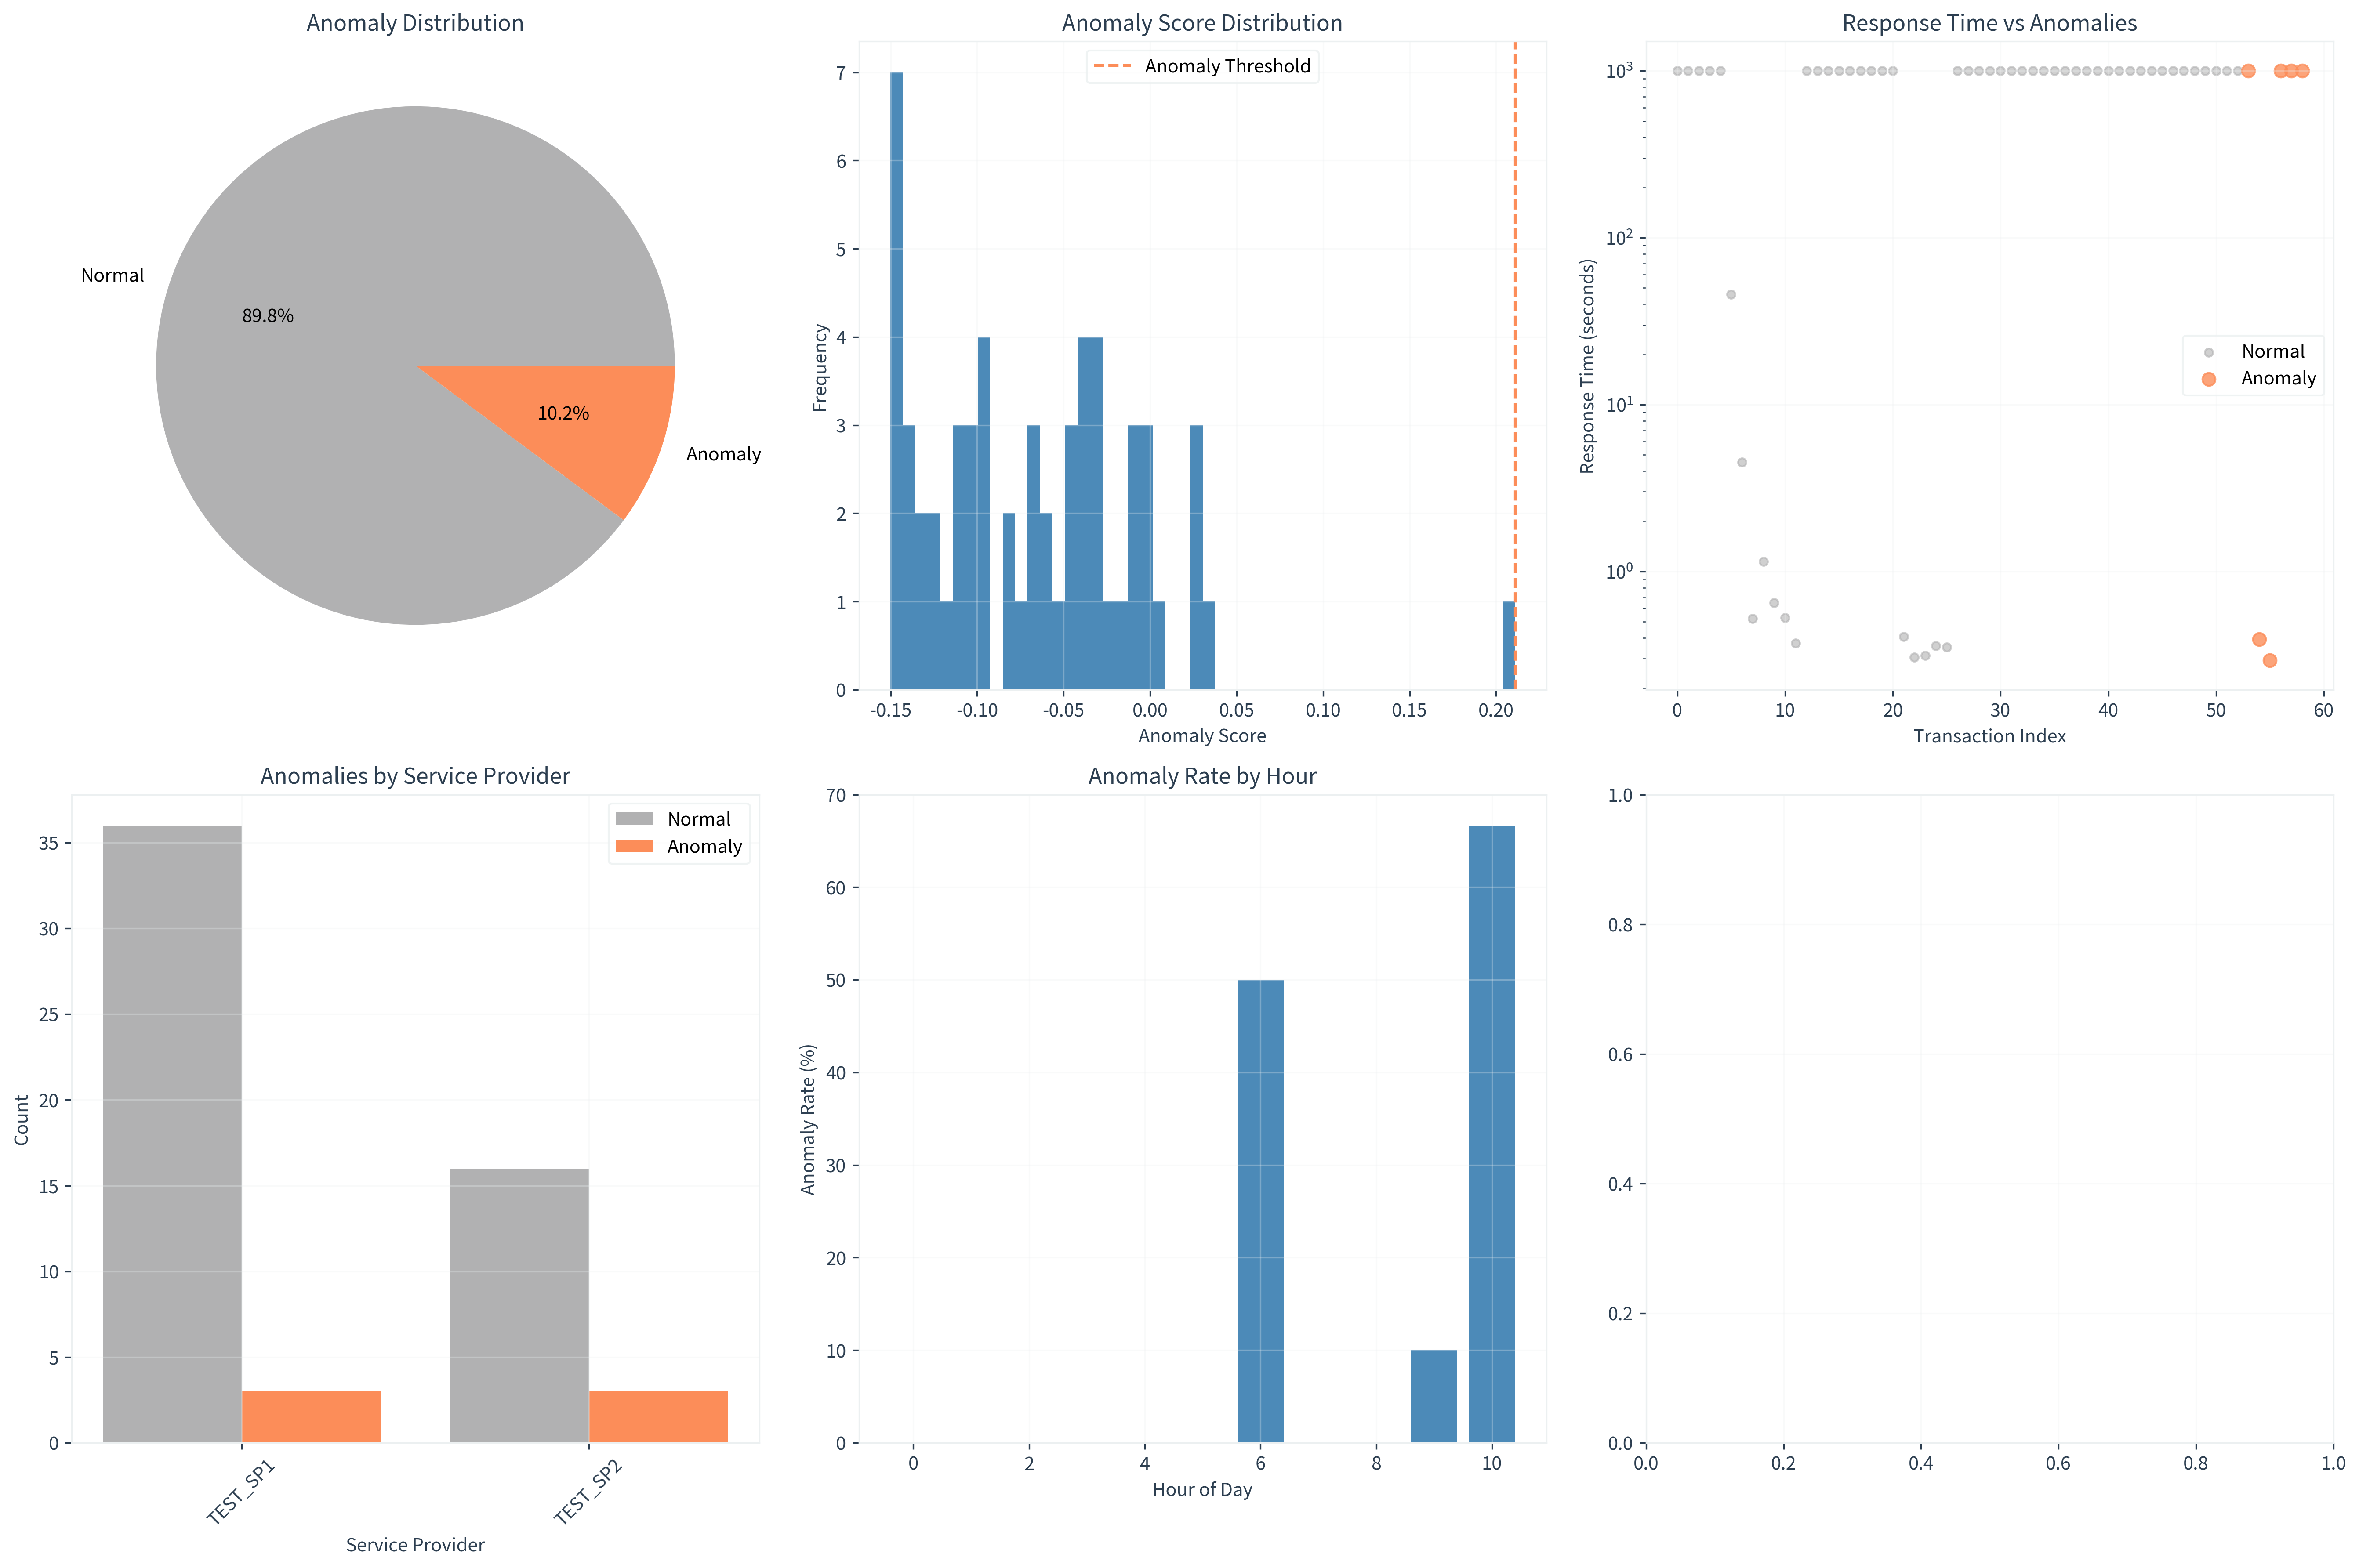 Anomaly Distribution
Normal
89.8%
10.2%
Anomaly
Anomaly Score Distribution
Anomaly Threshold
Frequency
7
6
5
4
3
2
1
0
-0.15 -0.10 -0.05 0.00 0.05 0.10 0.15 0.20
Anomaly Score
Response Time vs Anomalies
Response Time (seconds)
10³
10²
10¹
10⁰
Normal
Anomaly
0 10 20 30 40 50 60
Transaction Index
Anomalies by Service Provider
Normal
Anomaly
Count
35
30
25
20
15
10
5
0
TEST_SP1 TEST_SP2
Service Provider
Anomaly Rate by Hour
Anomaly Rate (%)
70
60
50
40
30
20
10
0
0 2 4 6 8 10
Hour of Day
1.0
0.8
0.6
0.4
0.2
0.0
0.0 0.2 0.4 0.6 0.8 1.0